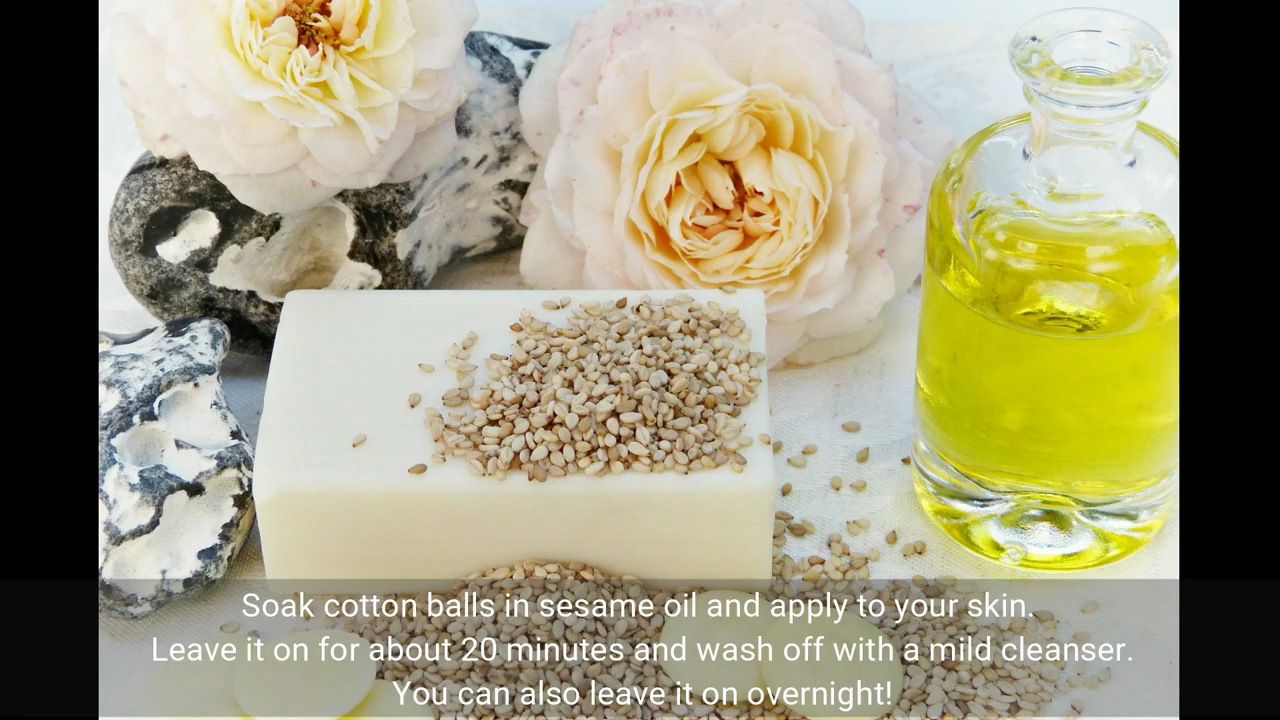 Soak cotton balls in sesame oil and apply to your skin.
Leave it on for about 20 minutes and wash off with a mild cleanser.
You can also leave it on overnight!